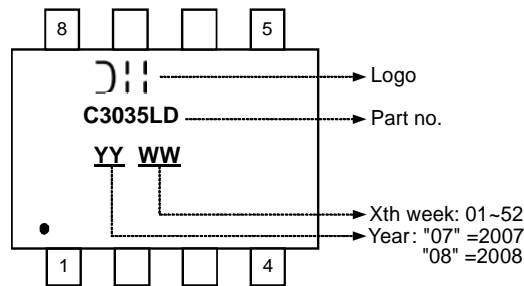 8 5
Logo
C3035LD Part no.
YY WW
Xth week: 01~52
Year: "07" =2007
"08" =2008
1 4